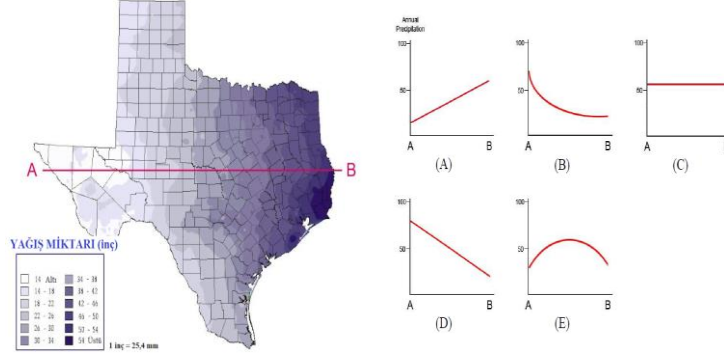 A
B
YAĞIŞ MİKTARI (inç)
14 Altı
14 - 18
18 - 22
22 - 26
26 - 30
30 - 34
34 - 38
38 - 42
42 - 46
46 - 50
50 - 54
54 Üstü
1 inç = 25,4 mm
Annual
Precipitation
100
50
A
B
(A)
100
50
A
B
(B)
100
50
A
B
(C)
100
50
A
B
(D)
100
50
A
B
(E)